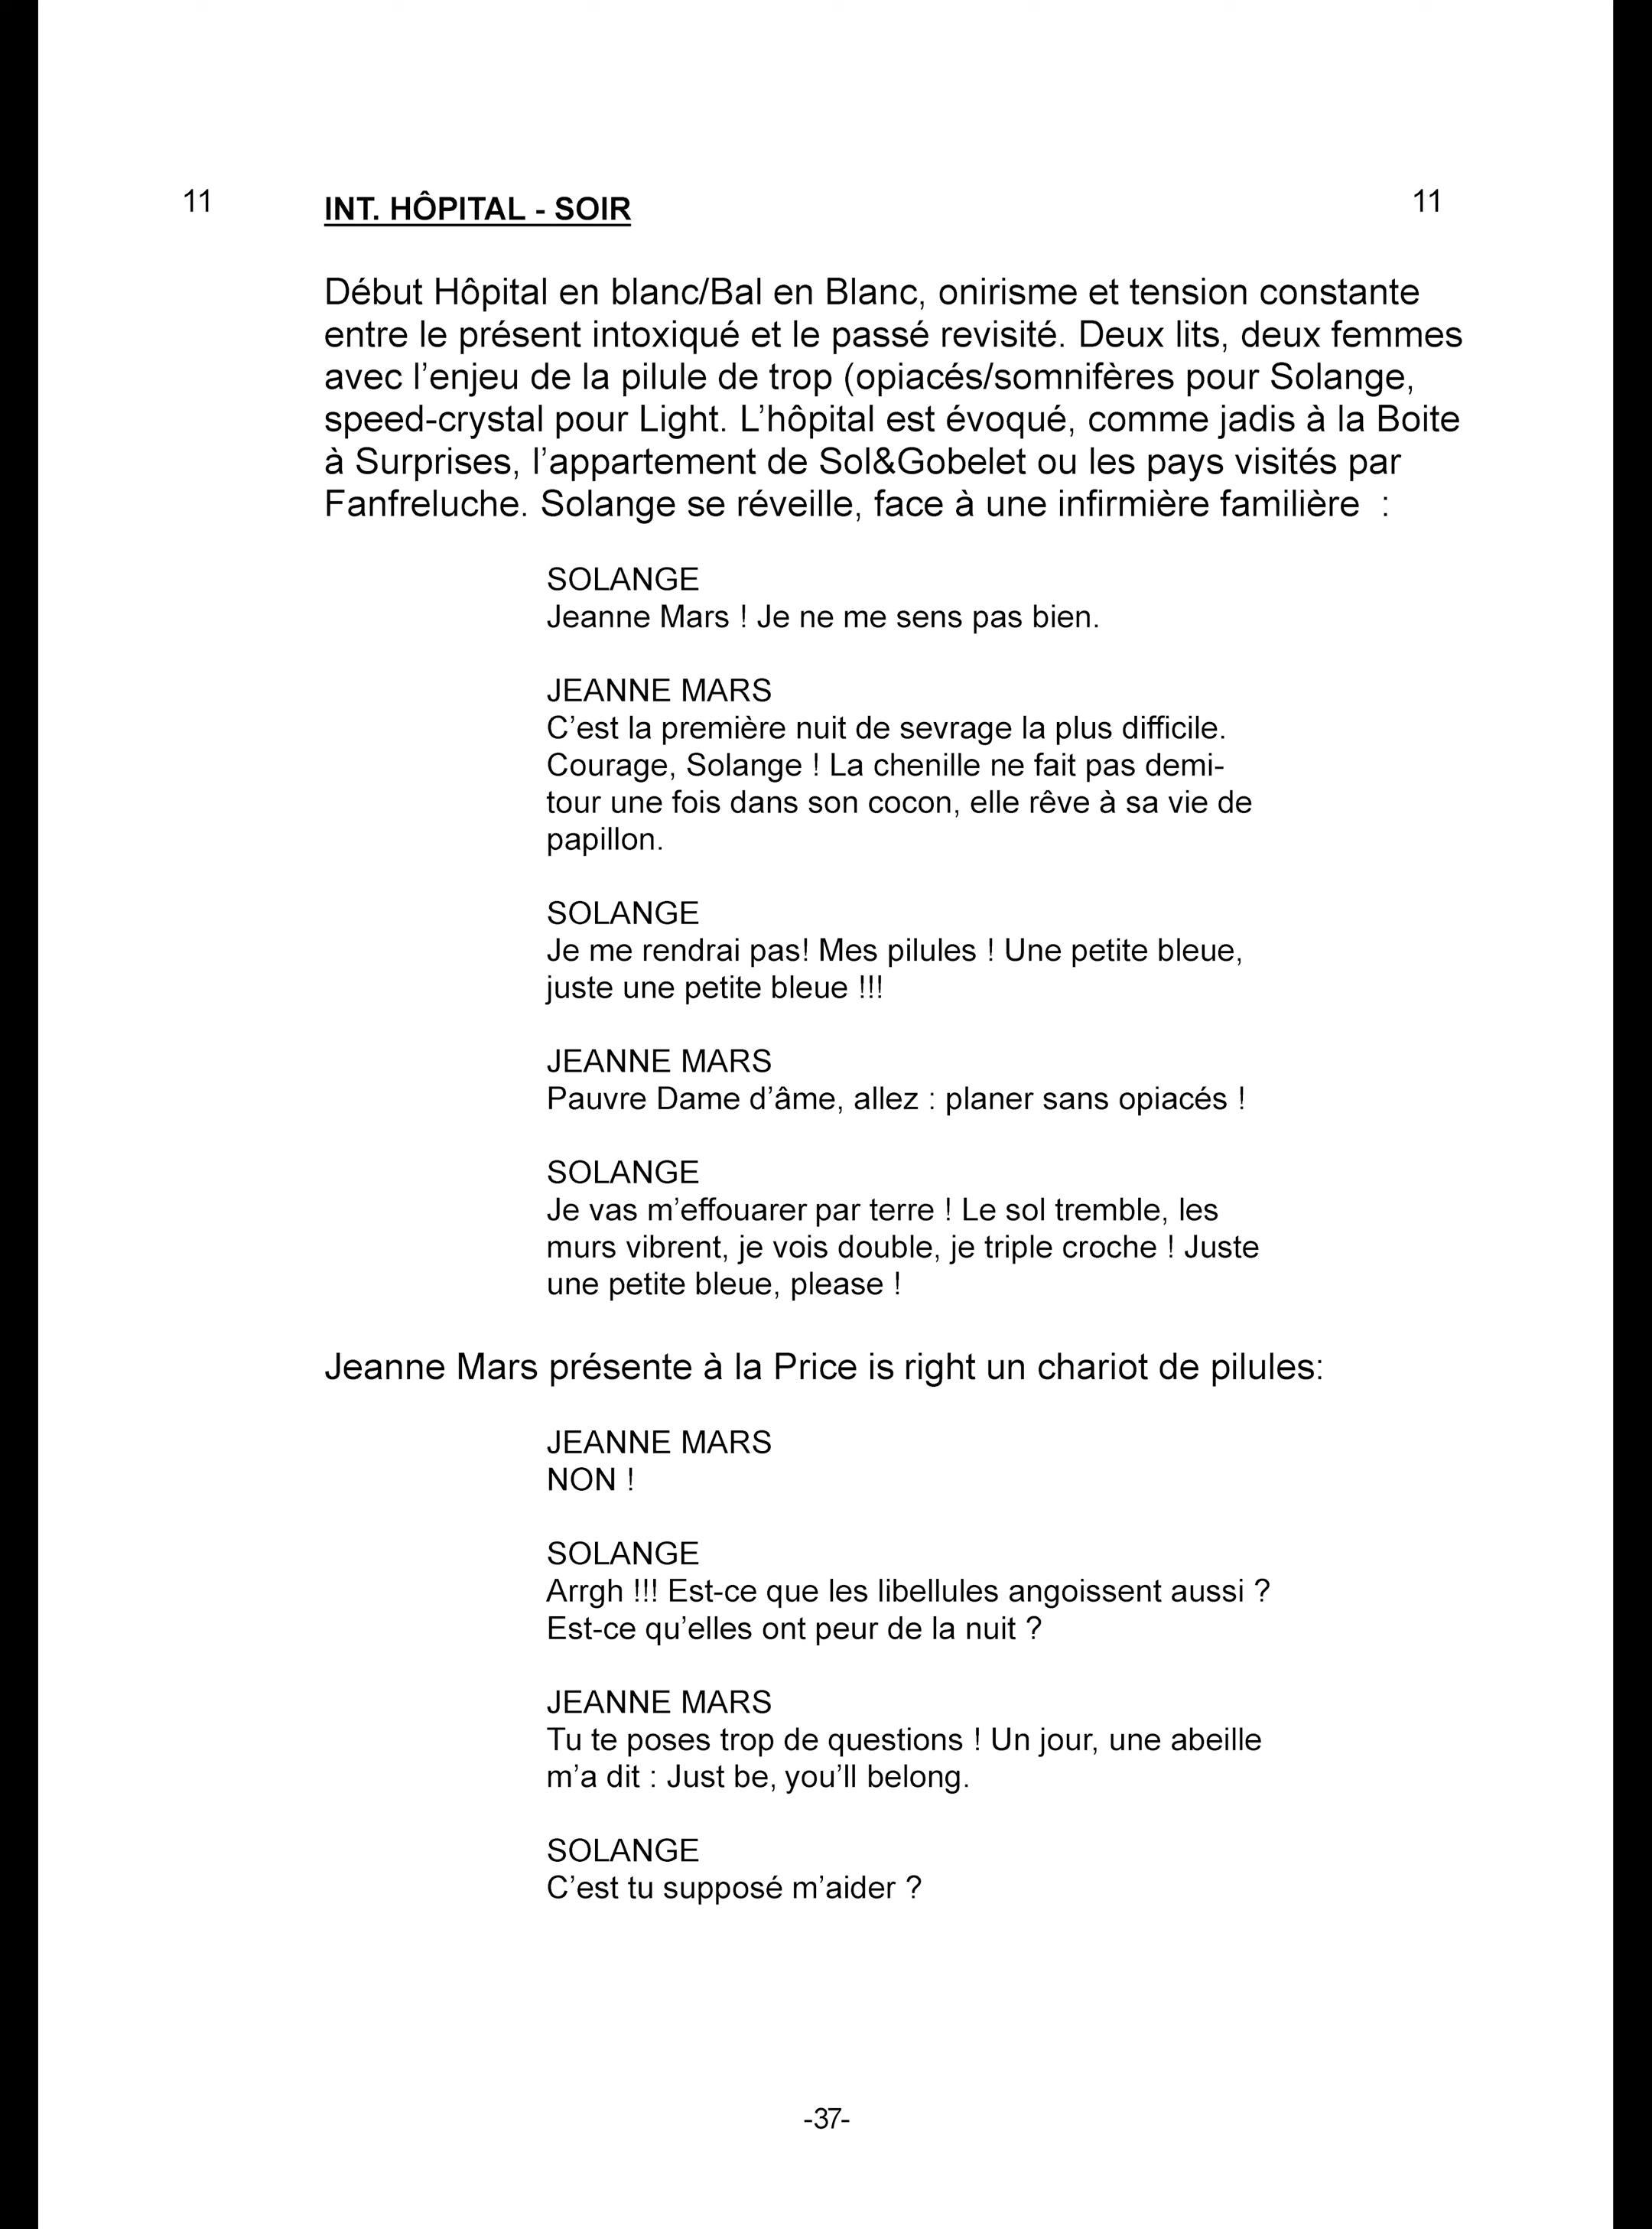 11 INT. HÔPITAL - SOIR 11
Début Hôpital en blanc/Bal en Blanc, onirisme et tension constante
entre le présent intoxiqué et le passé revisité. Deux lits, deux femmes
avec l’enjeu de la pilule de trop (opiacés/somnifères pour Solange,
speed-crystal pour Light. L’hôpital est évoqué, comme jadis à la Boite
à Surprises, l’appartement de Sol&Gobelet ou les pays visités par
Fanfreluche. Solange se réveille, face à une infirmière familière  :
SOLANGE
Jeanne Mars ! Je ne me sens pas bien.
JEANNE MARS
C’est la première nuit de sevrage la plus difficile.
Courage, Solange ! La chenille ne fait pas demi-
tour une fois dans son cocon, elle rêve à sa vie de
papillon.
SOLANGE
Je me rendrai pas! Mes pilules ! Une petite bleue,
juste une petite bleue !!!
JEANNE MARS
Pauvre Dame d’âme, allez : planer sans opiacés !
SOLANGE
Je vas m’effouarer par terre ! Le sol tremble, les
murs vibrent, je vois double, je triple croche ! Juste
une petite bleue, please !
Jeanne Mars présente à la Price is right un chariot de pilules:
JEANNE MARS
NON !
SOLANGE
Arrgh !!! Est-ce que les libellules angoissent aussi ?
Est-ce qu’elles ont peur de la nuit ?
JEANNE MARS
Tu te poses trop de questions ! Un jour, une abeille
m’a dit : Just be, you’ll belong.
SOLANGE
C’est tu supposé m’aider ?
-37-